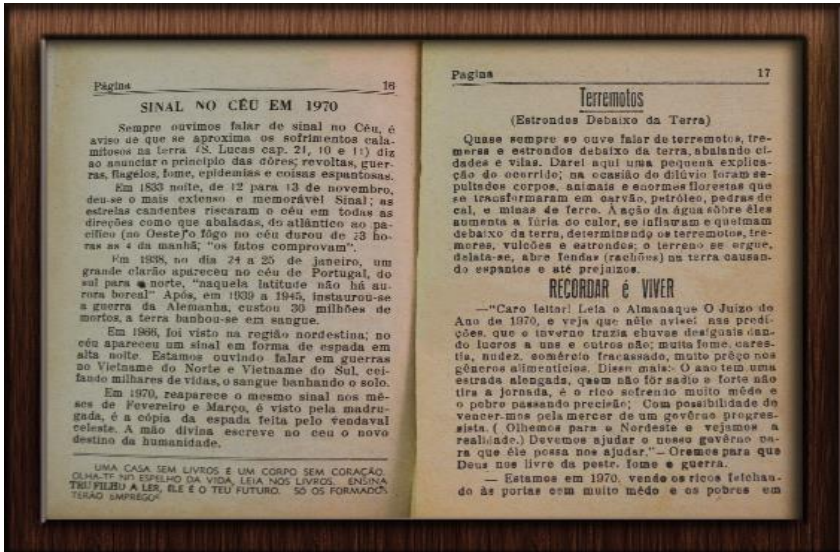 Página 16
SINAL NO CÉU EM 1970
Sempre ouvimos falar de sinal no Céu, é
aviso de que se aproxima os sofrimentos cala-
mitosos na terra (S. Lucas cap. 21, 10 e 11) diz
ao anunciar o principio das dôres; revoltas, guer-
ras, flagelos, fome, epidemias e coisas espantosas.
Em 1833 noite, de 12 para 13 de novembro,
deu-se o mais extenso e memorável Sinal; as
estrelas candentes riscaram o céu em todas as
direções como que abaladas, do atlântico ao pa-
cífico (no Oeste) o fôgo no céu durou de 23 ho-
ras as 4 da manhã; "os fatos comprovam".
Em 1938, no dia 24 a 25 de janeiro, um
grande clarão apareceu no céu de Portugal, do
sul para o norte, "naquela latitude não há au-
rora boreal" Após, em 1939 a 1945, instaurou-se
a guerra da Alemanha, custou 30 milhões de
mortos, a terra banhou-se em sangue.
Em 1966, foi visto na região nordestina; no
céu apareceu um sinal em forma de espada em
alta noite. Estamos ouvindo falar em guerras
no Vietname do Norte e Vietname do Sul, cei-
fando milhares de vidas, o sangue banhando o solo.
Em 1970, reaparece o mesmo sinal nos mê-
ses de Fevereiro e Março, é visto pela madru-
gada, é a cópia da espada feita pelo vendaval
celeste. A mão divina escreve no ceu o novo
destino da humanidade.
UMA CASA SEM LIVROS É UM CORPO SEM CORAÇÃO.
OLHA-TE NO ESPELHO DA VIDA, LEIA NOS LIVROS. ENSINA
TEU FILHO A LER, ELE É O TEU FUTURO. SÓ OS FORMADOS
TERÃO EMPREGO
Pagina 17
Terremotos
(Estrondos Debaixo da Terra)
Quase sempre se ouve falar de terremotos, tre-
mores e estrondos debaixo da terra, abalando ci-
dades e vilas. Darei aqui uma pequena explica-
ção do ocorrido; na ocasião do dilúvio foram se-
pultados corpos, animais e enormes florestas que
se transformaram em carvão, petróleo, pedras de
cal, e minas de ferro. A ação da água sôbre êles
aumenta a fúria do calor, se inflamam e queimam
debaixo da terra, determinando os terremotos, tre-
mores, vulcões e estrondos; o terreno se ergue,
delata-se, abre fendas (rachões) na terra causan-
do espantos e até prejuizos.
RECORDAR é VIVER
—"Caro leitor! Leia o Almanaque O Juizo do
Ano de 1970, e veja que nêle avisei nas predi-
ções, que o inverno trazia chuvas desiguais dan-
do lucros a uns e outros não; muita fome, cares-
tia, nudez, comércio fracassado, muito prêço nos
gêneros alimentícios. Disse mais:- O ano tem uma
estrada alongada, quem não fôr sadio e forte não
tira a jornada, é o rico sofrendo muito mêdo e
o pobre passando precisão; Com possibilidade de
vencer-mos pela mercer de um govêrno progres-
sista. ( Olhemos para o Nordeste e vejamos a
realidade.) Devemos ajudar o nosso govêrno pa-
ra que êle possa nos ajudar."— Oremos para que
Deus nos livre da peste, fome e guerra.
— Estamos em 1970, vendo os ricos felchan-
do às portas com muito mêdo e os pobres em